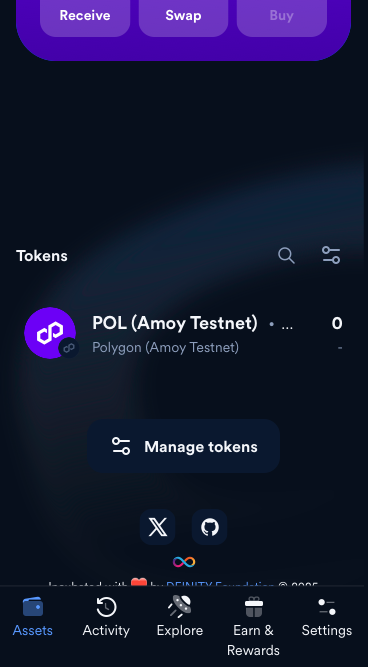 Receive Swap Buy
Tokens
POL (Amoy Testnet) • ... 0
Polygon (Amoy Testnet) -
Manage tokens
Incubated with ❤️ by DFINITY Foundation © 2025
Assets Activity Explore Earn & Rewards Settings